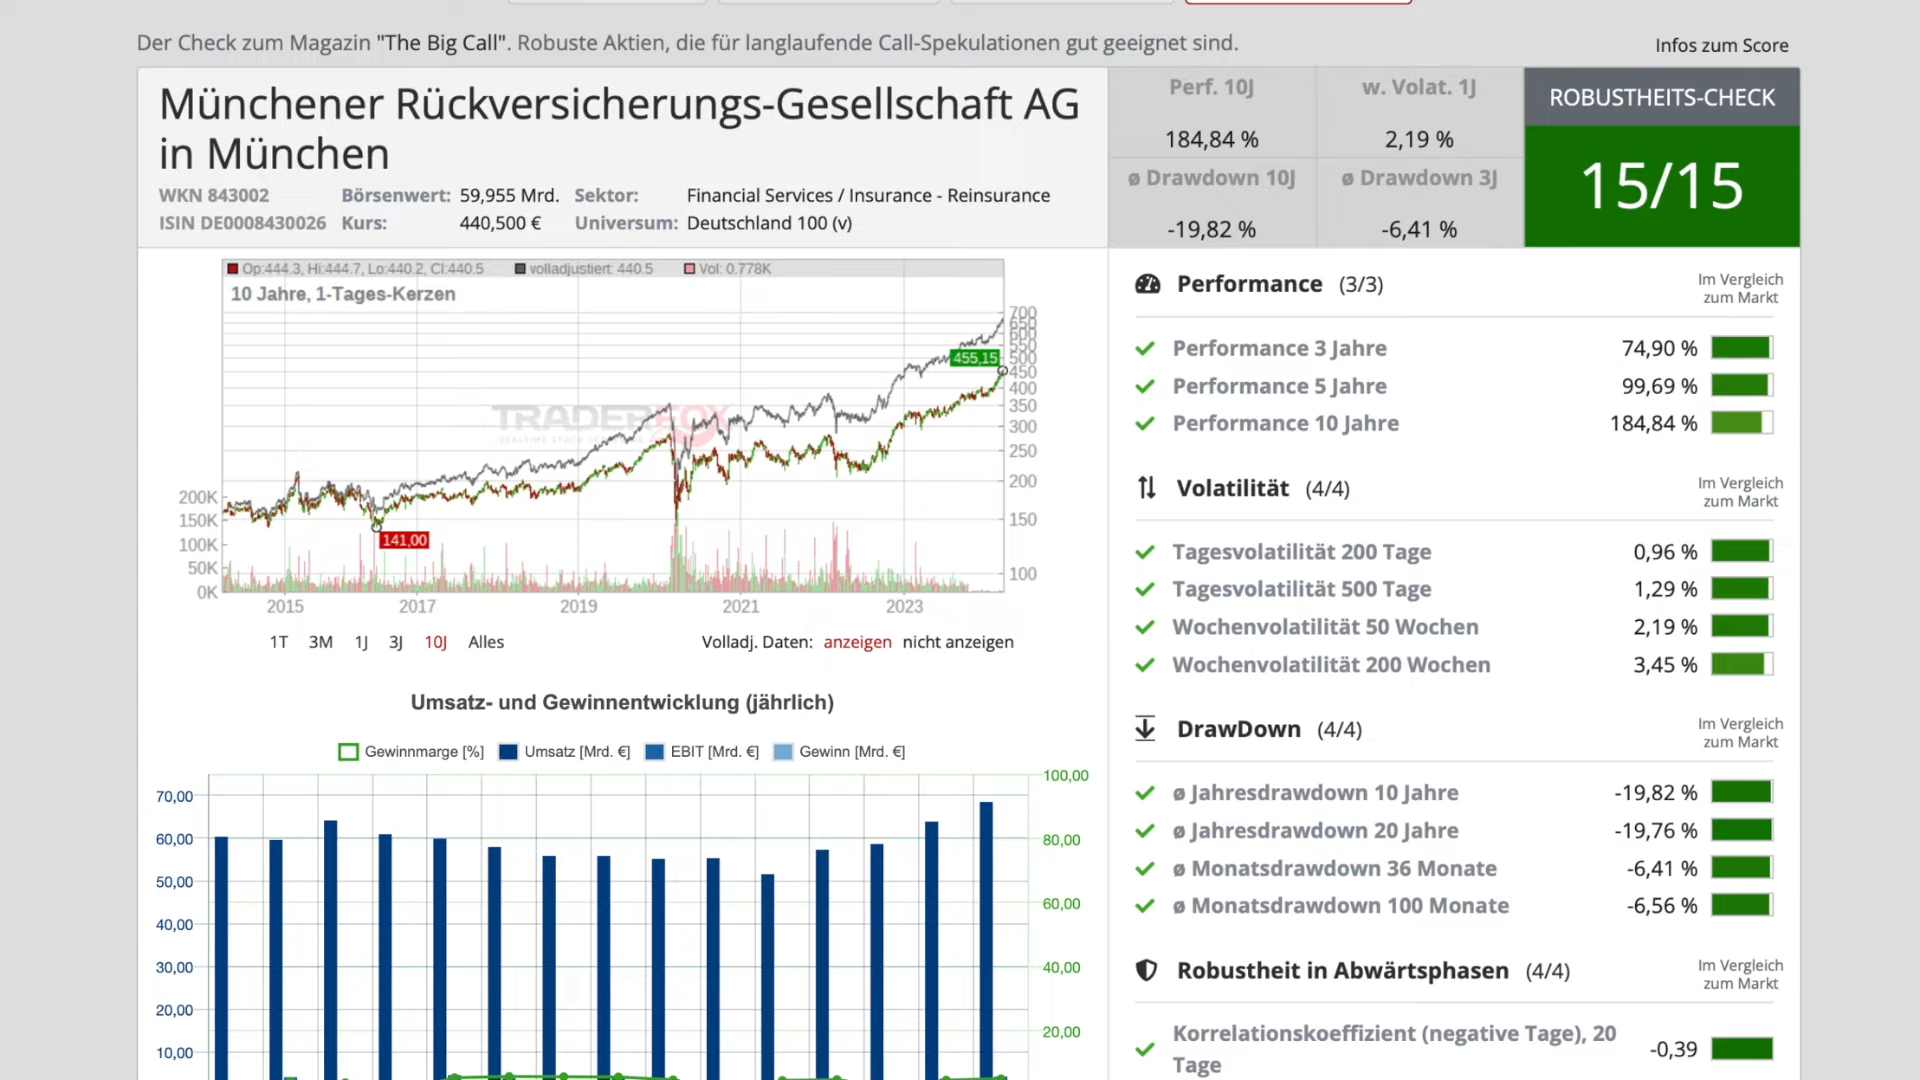 Der Check zum Magazin "The Big Call". Robuste Aktien, die für langlaufende Call-Spekulationen gut geeignet sind.
Infos zum Score
Münchener Rückversicherungs-Gesellschaft AG
in München
WKN 843002 Börsenwert: 59,955 Mrd. Sektor: Financial Services / Insurance - Reinsurance
ISIN DE0008430026 Kurs: 440,500 € Universum: Deutschland 100 (v)
Perf. 10J w. Volat. 1J
184,84 % 2,19 %
ø Drawdown 10J ø Drawdown 3J
-19,82 % -6,41 %
ROBUSTHEITS-CHECK
15/15
Op:444.3, Hi:444.7, Lo:440.2, Cl:440.5 volladjustiert: 440.5 Vol: 0.778K
10 Jahre, 1-Tages-Kerzen
TRADERFOX
700
650
600
550
500
450
400
350
300
250
200
150
100
455,15
141,00
200K
150K
100K
50K
0K
2015 2017 2019 2021 2023
1T 3M 1J 3J 10J Alles
Volladj. Daten: anzeigen nicht anzeigen
Umsatz- und Gewinnentwicklung (jährlich)
Gewinnmarge [%] Umsatz [Mrd. €] EBIT [Mrd. €] Gewinn [Mrd. €]
70,00
60,00
50,00
40,00
30,00
20,00
10,00
100,00
80,00
60,00
40,00
20,00
Performance (3/3)
Im Vergleich
zum Markt
Performance 3 Jahre 74,90 %
Performance 5 Jahre 99,69 %
Performance 10 Jahre 184,84 %
Volatilität (4/4)
Im Vergleich
zum Markt
Tagesvolatilität 200 Tage 0,96 %
Tagesvolatilität 500 Tage 1,29 %
Wochenvolatilität 50 Wochen 2,19 %
Wochenvolatilität 200 Wochen 3,45 %
DrawDown (4/4)
Im Vergleich
zum Markt
ø Jahresdrawdown 10 Jahre -19,82 %
ø Jahresdrawdown 20 Jahre -19,76 %
ø Monatsdrawdown 36 Monate -6,41 %
ø Monatsdrawdown 100 Monate -6,56 %
Robustheit in Abwärtsphasen (4/4)
Im Vergleich
zum Markt
Korrelationskoeffizient (negative Tage), 20
Tage -0,39